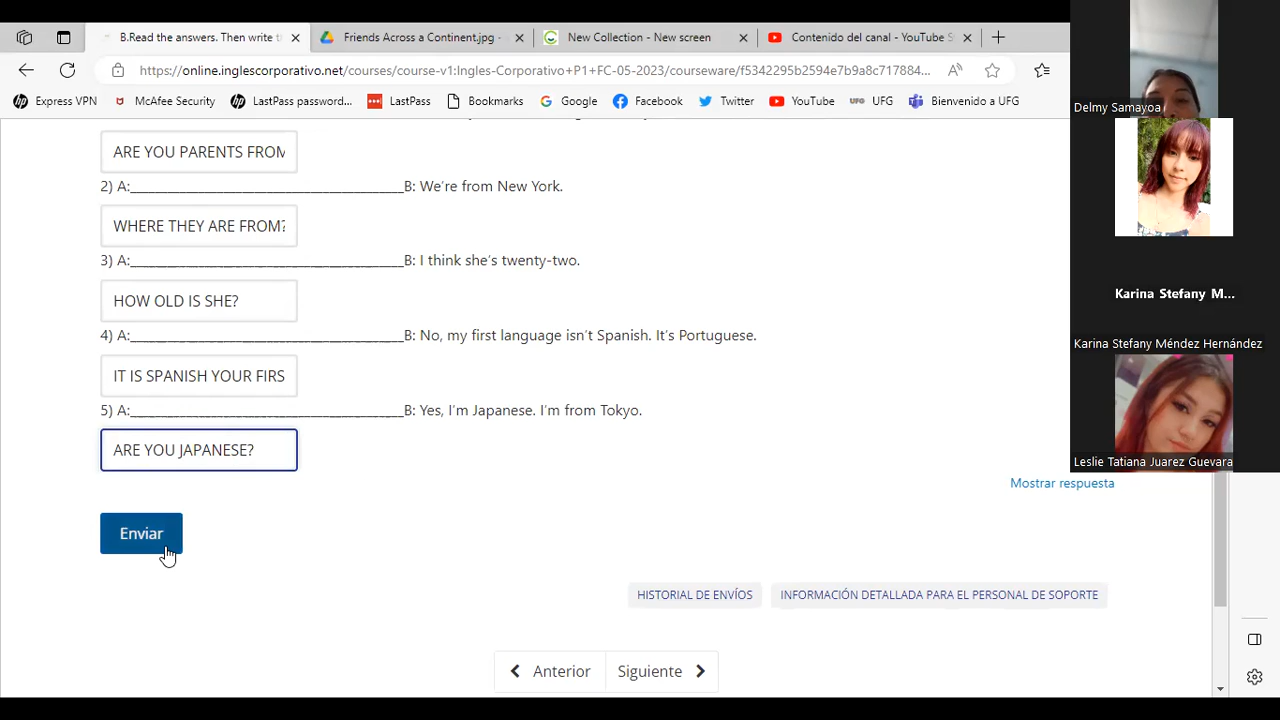 B.Read the answers. Then write th
Friends Across a Continent.jpg -
New Collection - New screen
Contenido del canal - YouTube S
https://online.inglescorporativo.net/courses/course-v1:Ingles-Corporativo+P1+FC-05-2023/courseware/f5342295b2594e7b9a8c717884...
Express VPN
McAfee Security
LastPass password...
LastPass
Bookmarks
Google
Facebook
Twitter
YouTube
UFG
Bienvenido a UFG
ARE YOU PARENTS FROM
2) A:________________________________________B: We're from New York.
WHERE THEY ARE FROM?
3) A:________________________________________B: I think she's twenty-two.
HOW OLD IS SHE?
4) A:________________________________________B: No, my first language isn't Spanish. It's Portuguese.
IT IS SPANISH YOUR FIRS
5) A:________________________________________B: Yes, I'm Japanese. I'm from Tokyo.
ARE YOU JAPANESE?
Mostrar respuesta
Enviar
HISTORIAL DE ENVÍOS
INFORMACIÓN DETALLADA PARA EL PERSONAL DE SOPORTE
Anterior
Siguiente
Delmy Samayoa
Karina Stefany M...
Karina Stefany Méndez Hernández
Leslie Tatiana Juarez Guevara